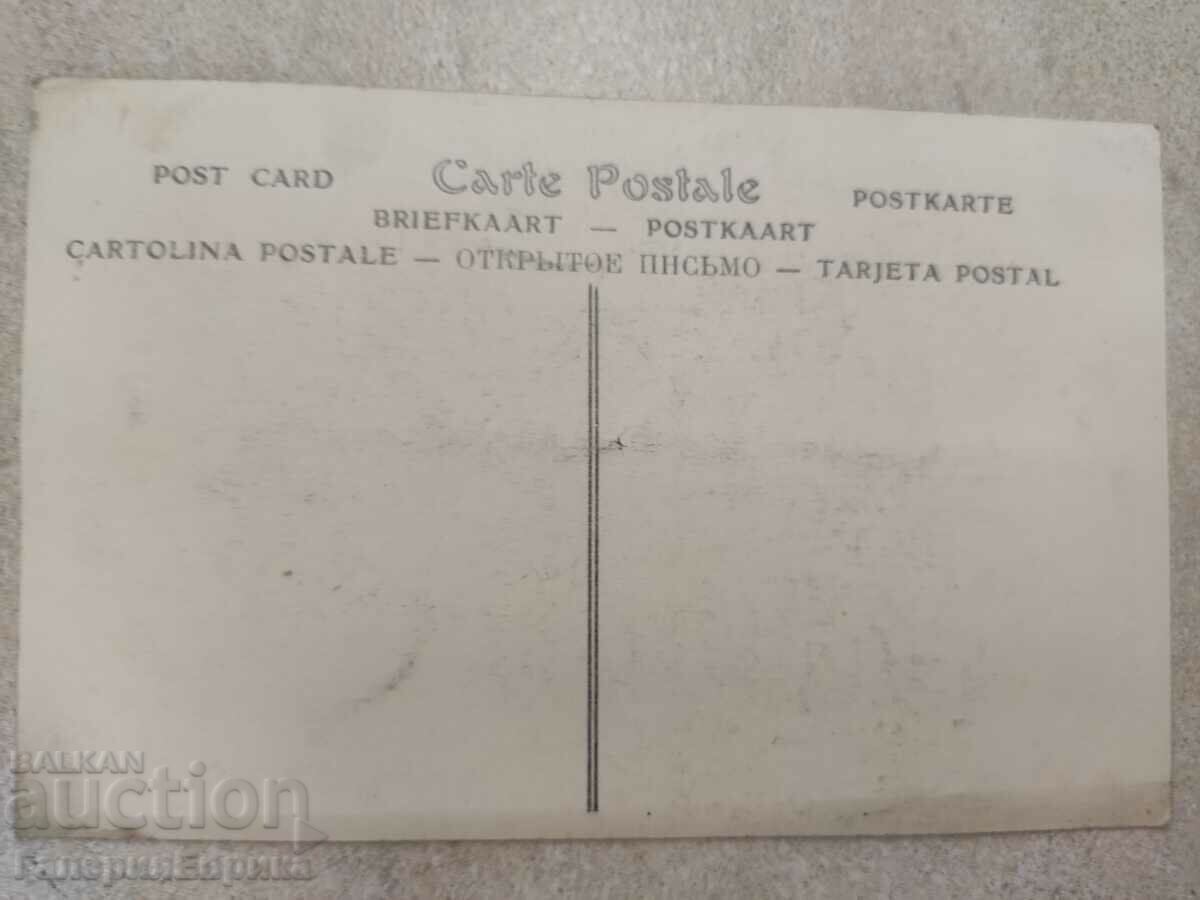 POST CARD Carte Postale POSTKARTE
BRIEFKAART — POSTKAART
CARTOLINA POSTALE — ОТКРЫТОЕ ПИСЬМО — TARJETA POSTAL
BALKAN
auction
ГалерияЕврика